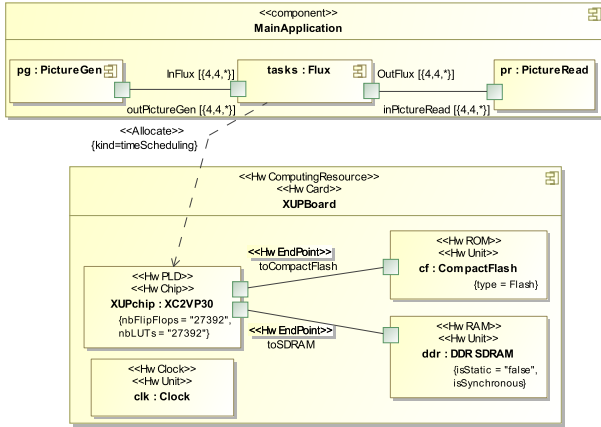 <<component>>
MainApplication
pg : PictureGen
InFlux [{4,4,*}]
tasks : Flux
OutFlux [{4,4,*}]
pr : PictureRead
outPictureGen [{4,4,*}]
inPictureRead [{4,4,*}]
<<Allocate>>
{kind=timeScheduling}
<<Hw ComputingResource>>
<<Hw Card>>
XUPBoard
<<Hw PLD>>
<<Hw Chip>>
XUPchip : XC2VP30
{nbFlipFlops = "27392",
nbLUTs = "27392"}
<<Hw EndPoint>>
toCompactFlash
<<Hw ROM>>
<<Hw Unit>>
cf : CompactFlash
{type = Flash}
<<Hw EndPoint>>
toSDRAM
<<Hw RAM>>
<<Hw Unit>>
ddr : DDR SDRAM
{isStatic = "false",
isSynchronous}
<<Hw Clock>>
<<Hw Unit>>
clk : Clock